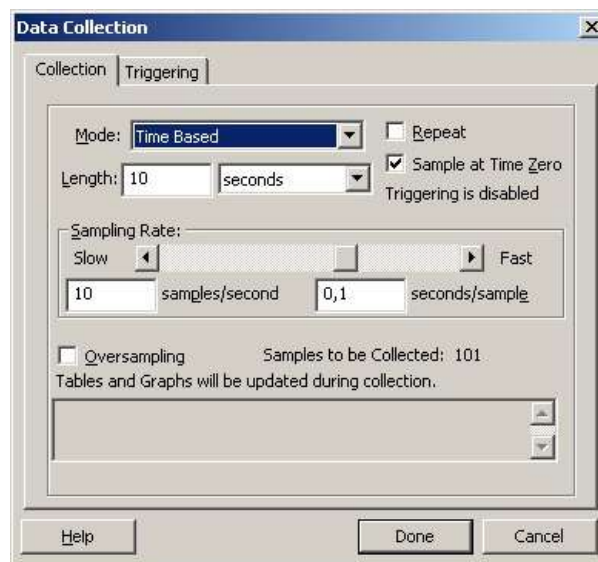 Data Collection
Collection Triggering
Mode: Time Based Repeat
Length: 10 seconds Sample at Time Zero
Triggering is disabled
Sampling Rate:
Slow Fast
10 samples/second 0,1 seconds/sample
Oversampling Samples to be Collected: 101
Tables and Graphs will be updated during collection.
Help Done Cancel